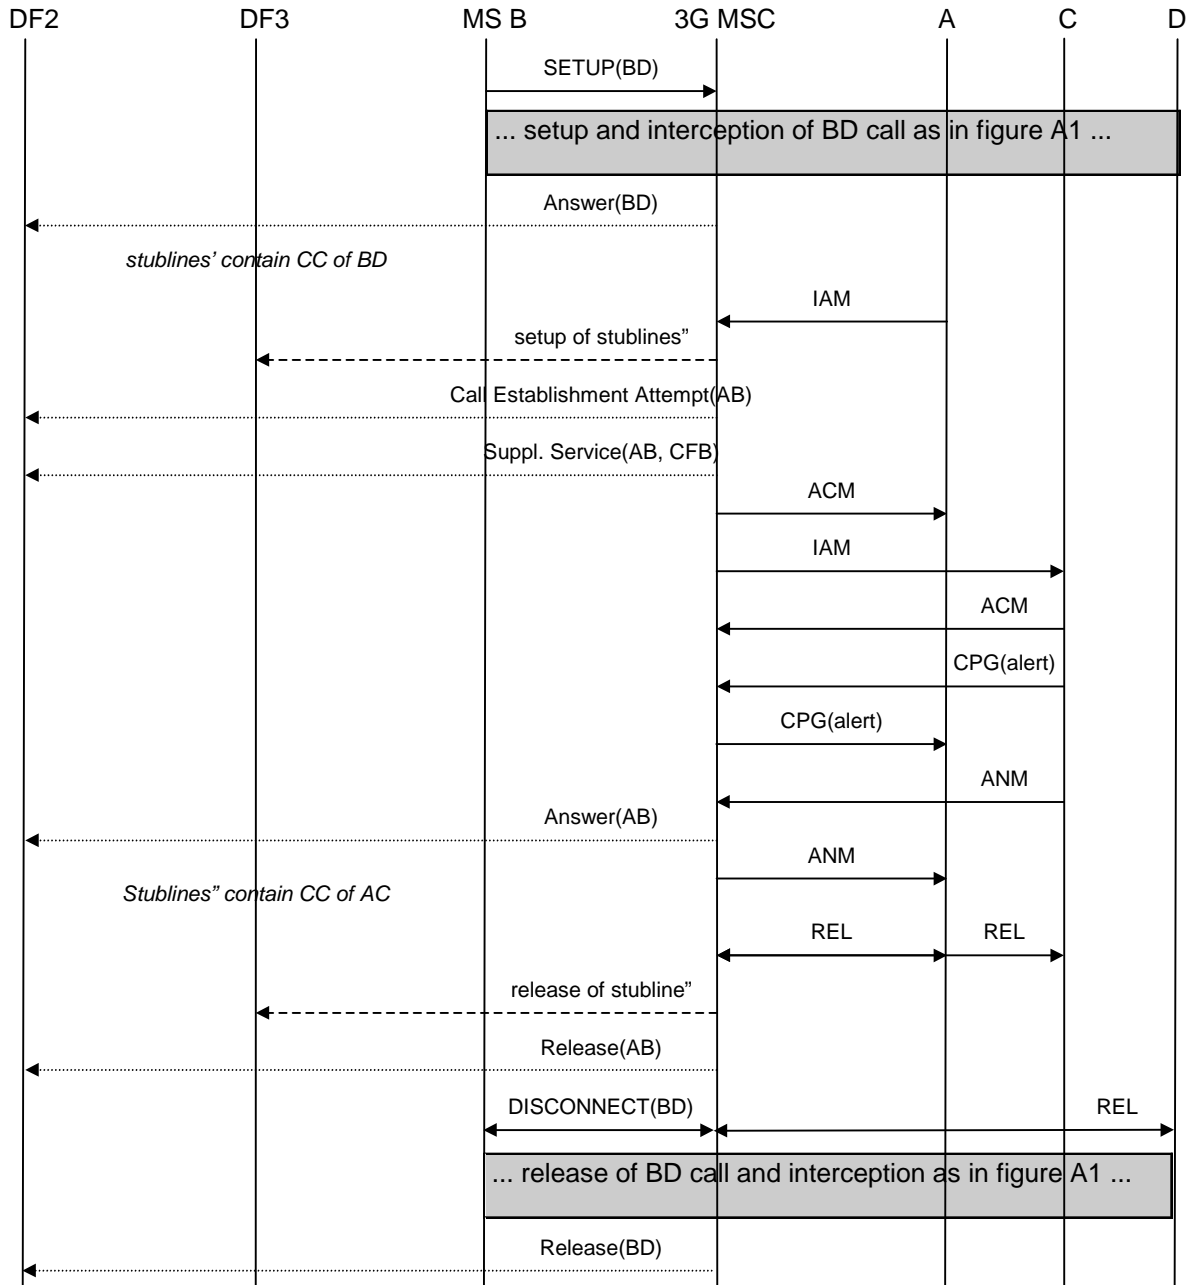 DF2 DF3 MS B 3G MSC A C D
SETUP(BD)
... setup and interception of BD call as in figure A1 ...
Answer(BD)
stublines’ contain CC of BD
IAM
setup of stublines”
Call Establishment Attempt(AB)
Suppl. Service(AB, CFB)
ACM
IAM
ACM
CPG(alert)
CPG(alert)
ANM
Answer(AB)
ANM
Stublines” contain CC of AC
REL REL
release of stubline”
Release(AB)
DISCONNECT(BD) REL
... release of BD call and interception as in figure A1 ...
Release(BD)